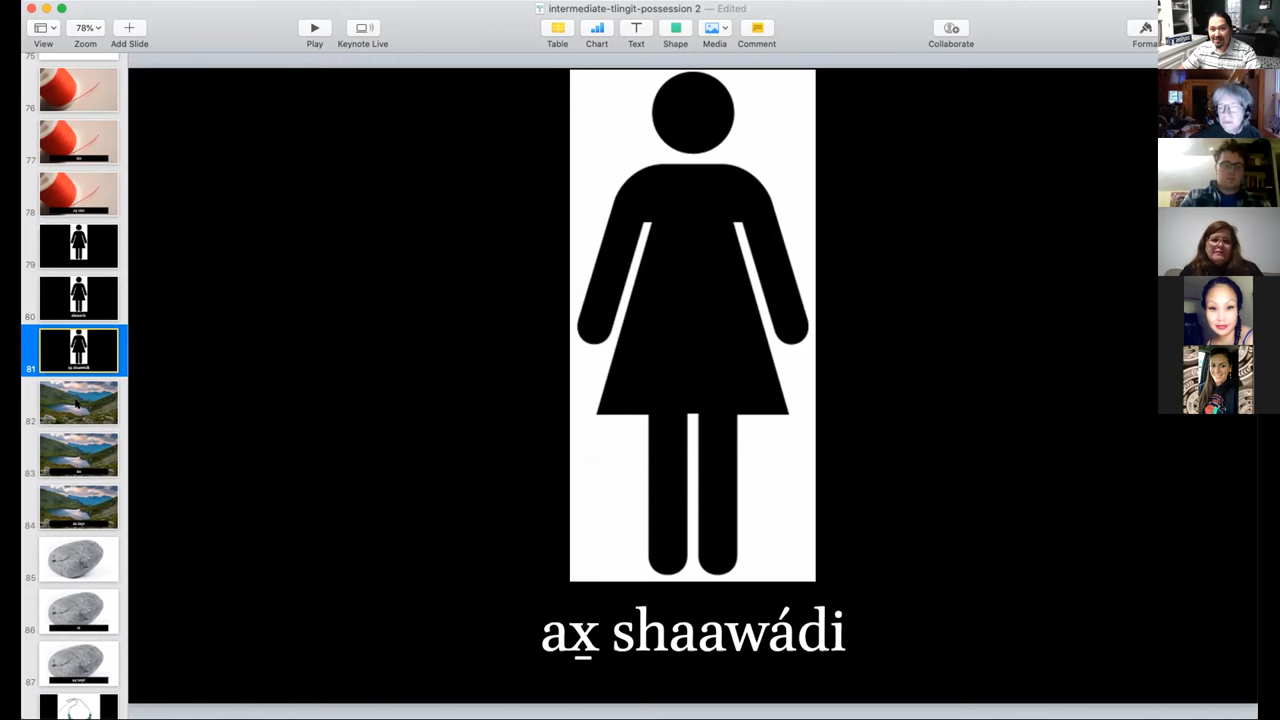 intermediate-tlingit-possession 2 — Edited
78%
View
Zoom
Add Slide
Play
Keynote Live
Table
Chart
Text
Shape
Media
Comment
Collaborate
Forma
75
76
77
78
79
80
81
82
83
84
85
86
87
ax̱ shaawádi